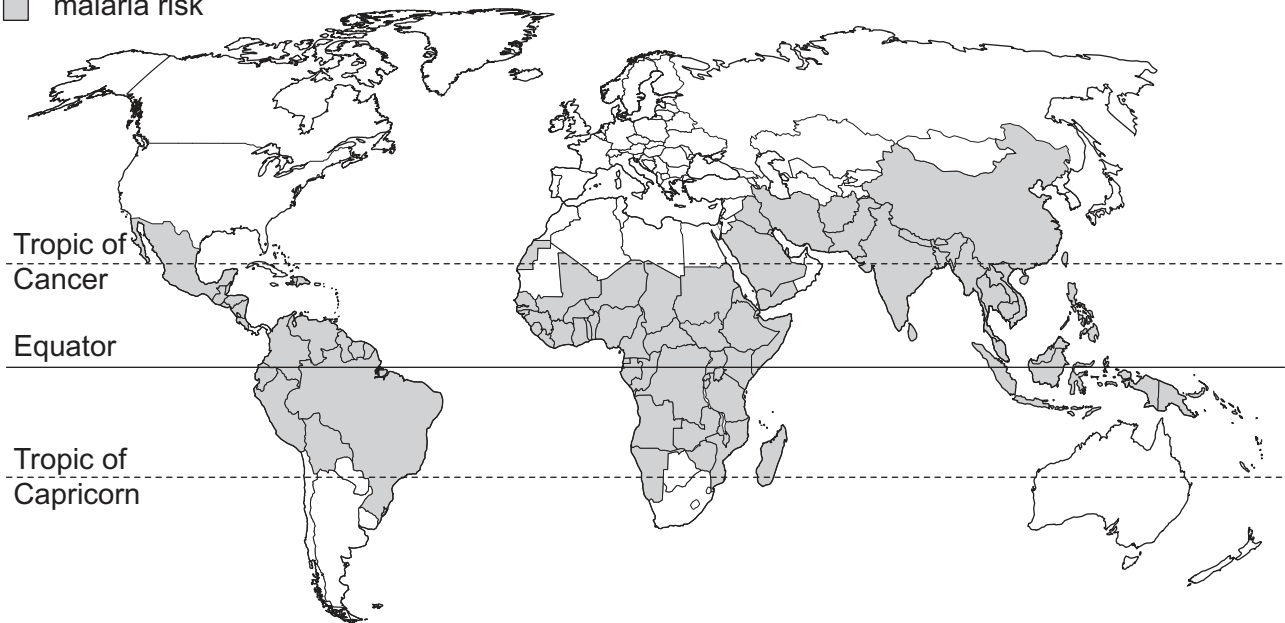 malaria risk
Tropic of
Cancer
Equator
Tropic of
Capricorn